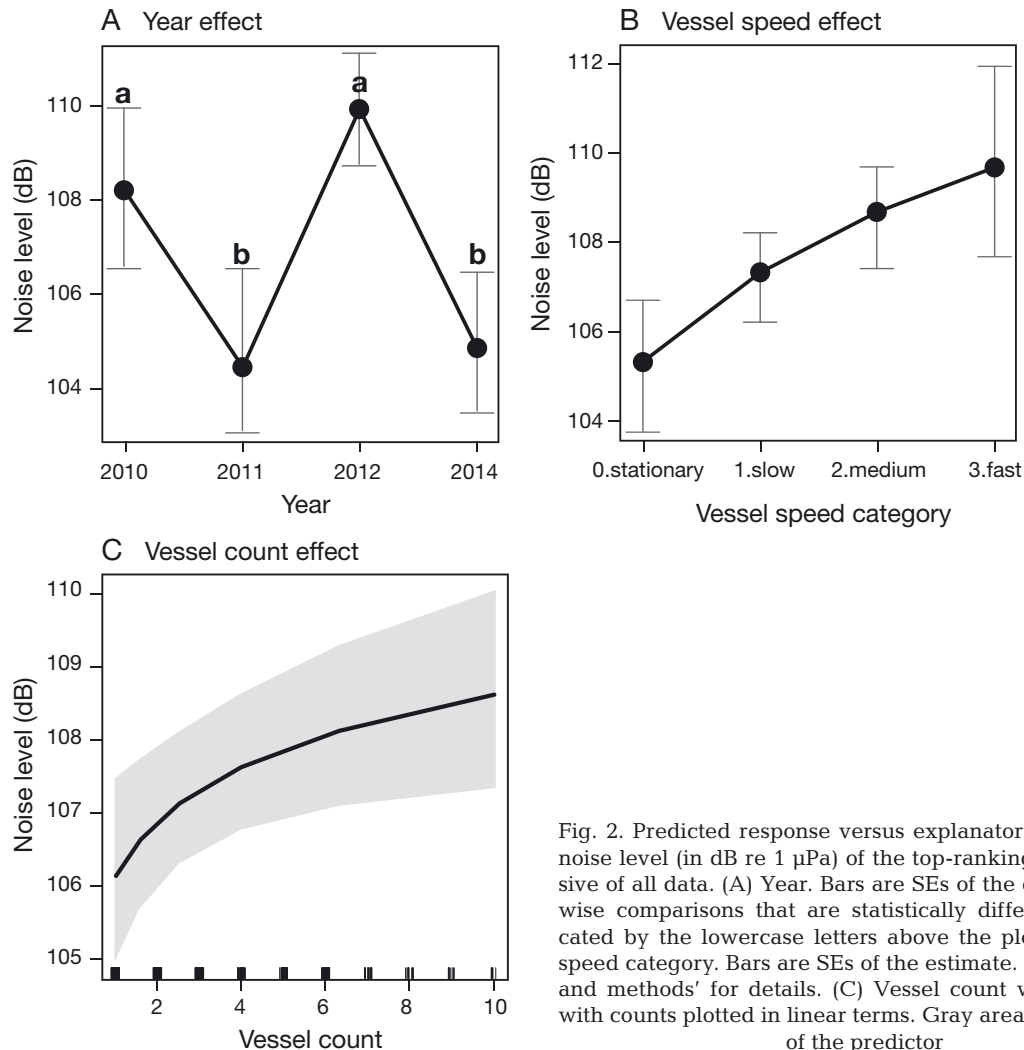 A Year effect
a
a
b
b
110
108
106
104
Noise level (dB)
2010 2011 2012 2014
Year
B Vessel speed effect
112
110
108
106
104
Noise level (dB)
0.stationary 1.slow 2.medium 3.fast
Vessel speed category
C Vessel count effect
110
109
108
107
106
105
Noise level (dB)
2 4 6 8 10
Vessel count
Fig. 2. Predicted response versus explanator
noise level (in dB re 1 µPa) of the top-ranking
sive of all data. (A) Year. Bars are SEs of the
wise comparisons that are statistically diffe
cated by the lowercase letters above the pl
speed category. Bars are SEs of the estimate.
and methods’ for details. (C) Vessel count
with counts plotted in linear terms. Gray area
of the predictor